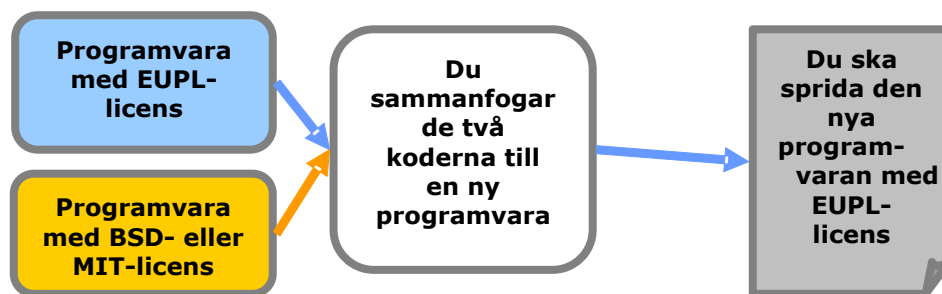 Programvara
med EUPL-
licens
Programvara
med BSD- eller
MIT-licens
Du
sammanfogar
de två
koderna till
en ny
programvara
Du ska
sprida den
nya
program-
varan med
EUPL-
licens